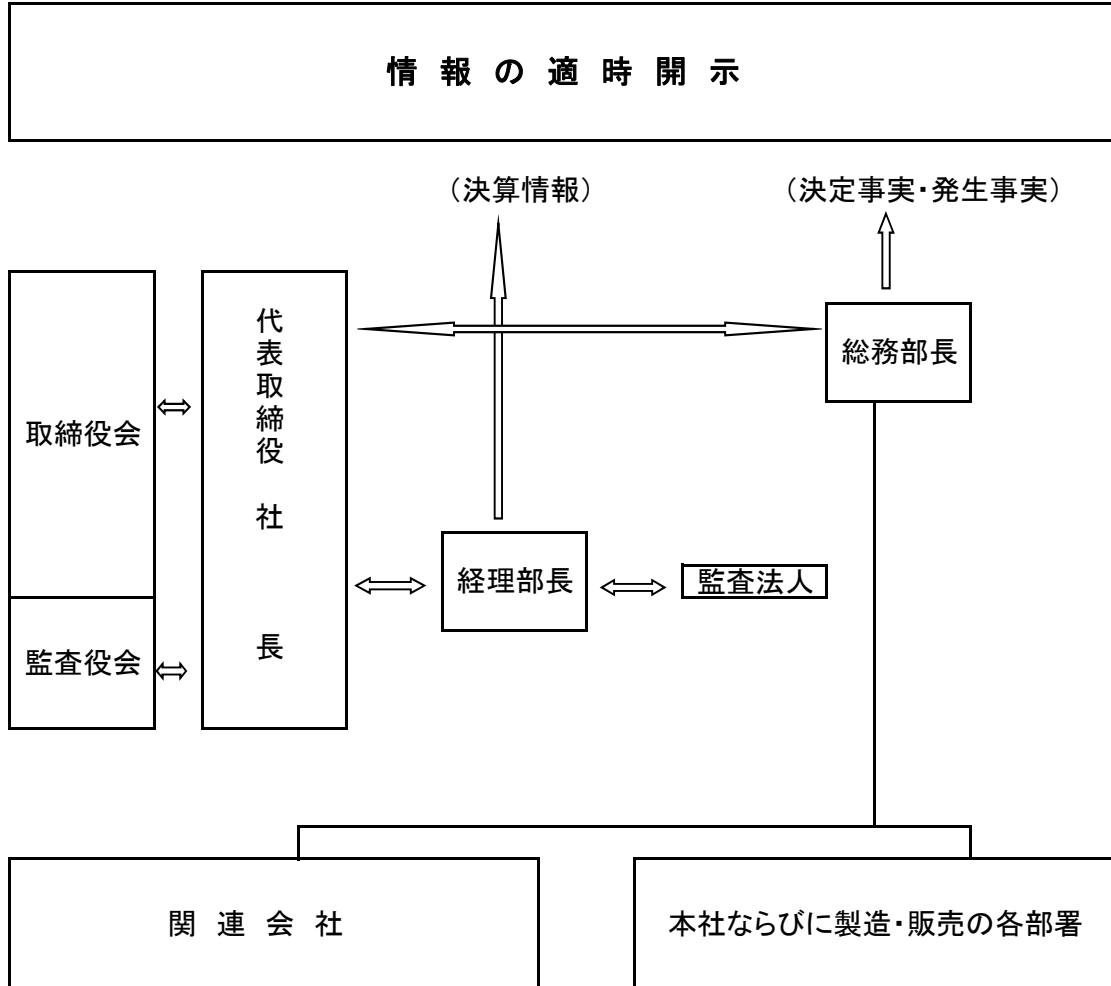 情報の適時開示
（決算情報）
（決定事実・発生事実）
代表取締役社長
総務部長
取締役会
経理部長
監査法人
監査役会
関連会社
本社ならびに製造・販売の各部署